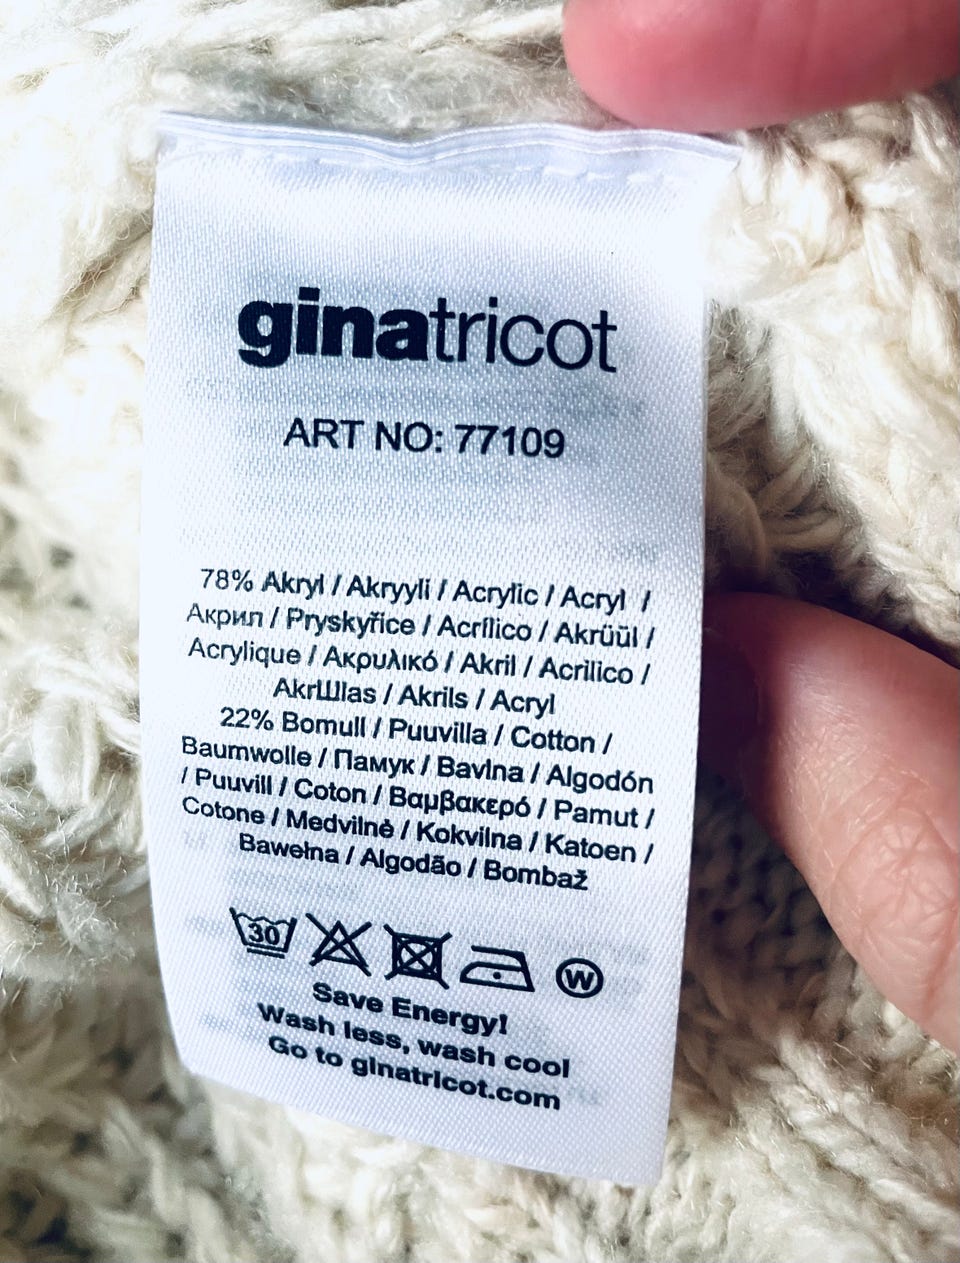 ginatricot
ART NO: 77109
78% Akryl / Akryyli / Acrylic / Acryl /
Акрил / Pryskyřice / Acrílico / Akrüül /
Acrylique / Ακρυλικό / Akril / Acrilico /
AkrШlas / Akrils / Acryl
22% Bomull / Puuvilla / Cotton /
Baumwolle / Памук / Bavlna / Algodón
/ Puuvill / Coton / Βαμβακερό / Pamut /
Cotone / Medvilnė / Kokvilna / Katoen /
Bawełna / Algodão / Bombaž
30 W
Save Energy!
Wash less, wash cool
Go to ginatricot.com